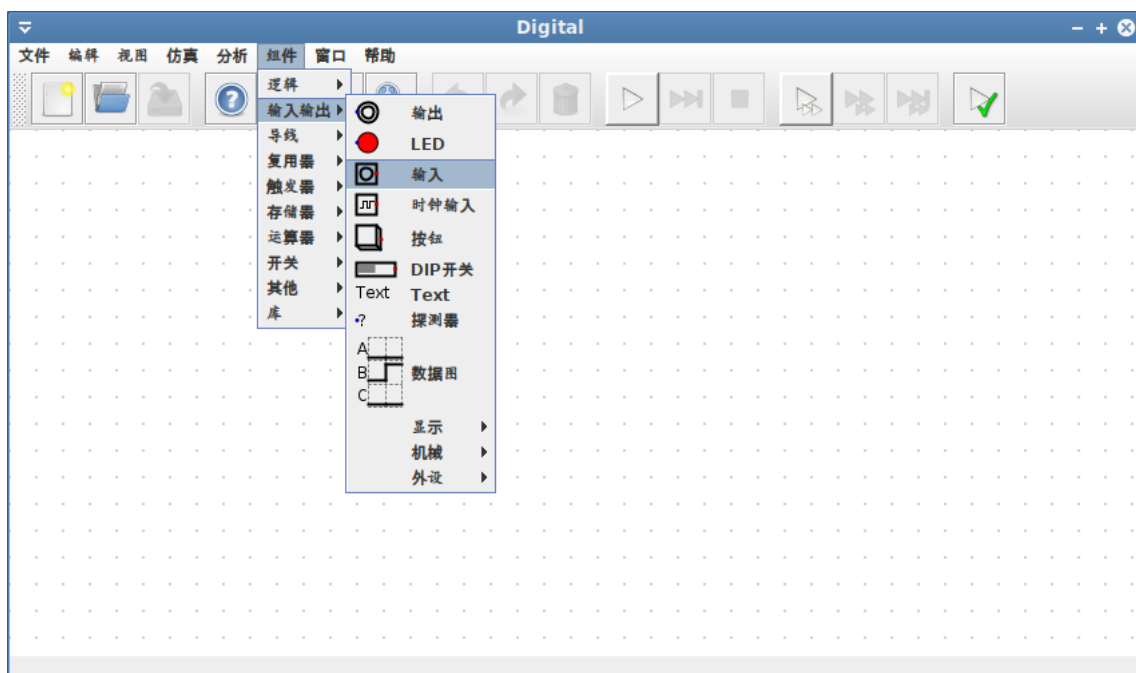 Digital
文件 编辑 视图 仿真 分析 组件 窗口 帮助
逻辑
输入输出
导线
复用器
触发器
存储器
运算器
开关
其他
库
输出
LED
输入
时钟输入
按钮
DIP开关
Text Text
·? 探测器
A
B 数据图
C
显示
机械
外设